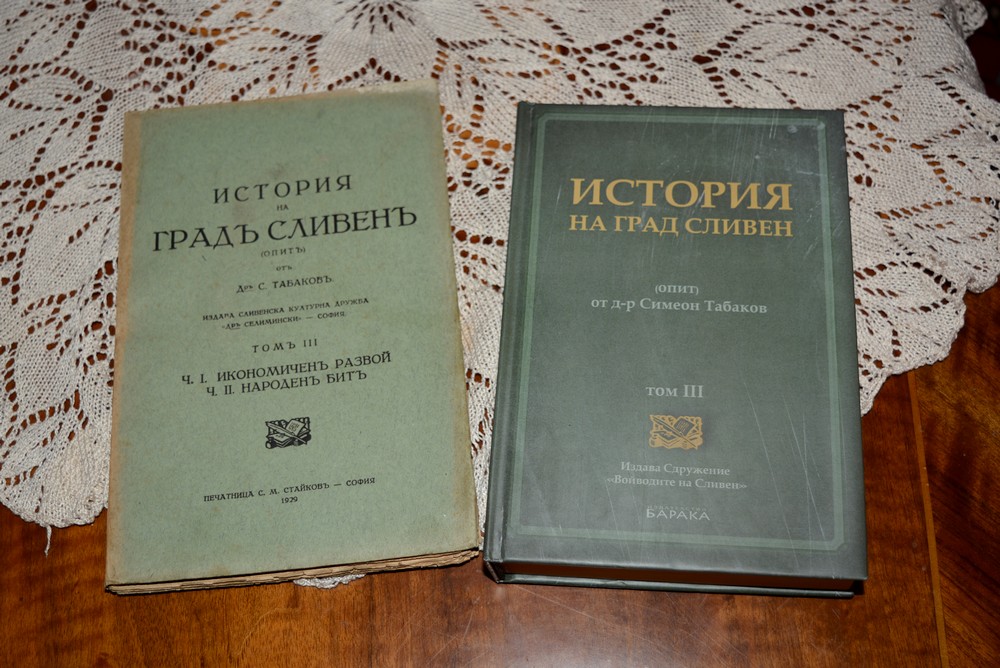 ИСТОРИЯ
НА
ГРАДЪ СЛИВЕНЪ
(ОПИТЪ)
отъ
Дръ С. ТАБАКОВЪ.
ИЗДАВА СЛИВЕНСКА КУЛТУРНА ДРУЖБА
„ДРЪ СЕЛИМИНСКИ“ — СОФИЯ.
ТОМЪ III
Ч. I. ИКОНОМИЧЕНЪ РАЗВОЙ
Ч. II. НАРОДЕНЪ БИТЪ
ПЕЧАТНИЦА С. М. СТАЙКОВЪ — СОФИЯ
1929
ИСТОРИЯ
НА ГРАД СЛИВЕН
(ОПИТ)
от д-р Симеон Табаков
том III
Издава Сдружение
«Войводите на Сливен»
БАРАКА